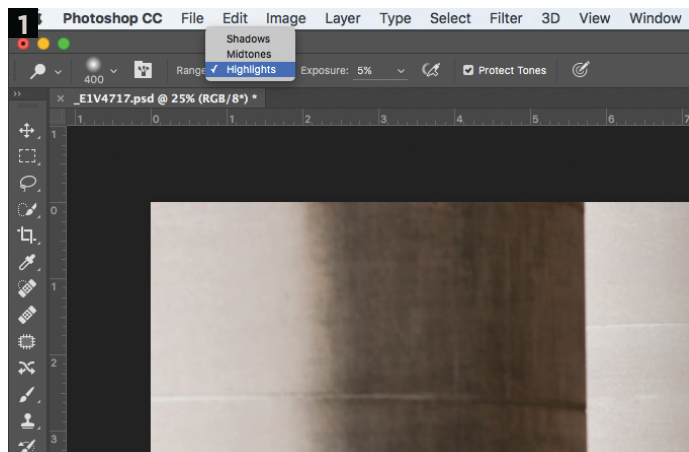 1
Photoshop CC File Edit Image Layer Type Select Filter 3D View Window
Shadows
Midtones
400 Range ✓ Highlights Exposure: 5% Protect Tones
× _E1V4717.psd @ 25% (RGB/8*) *
1 0 1 2 3 4 5 6 7
1
0
1
2
3